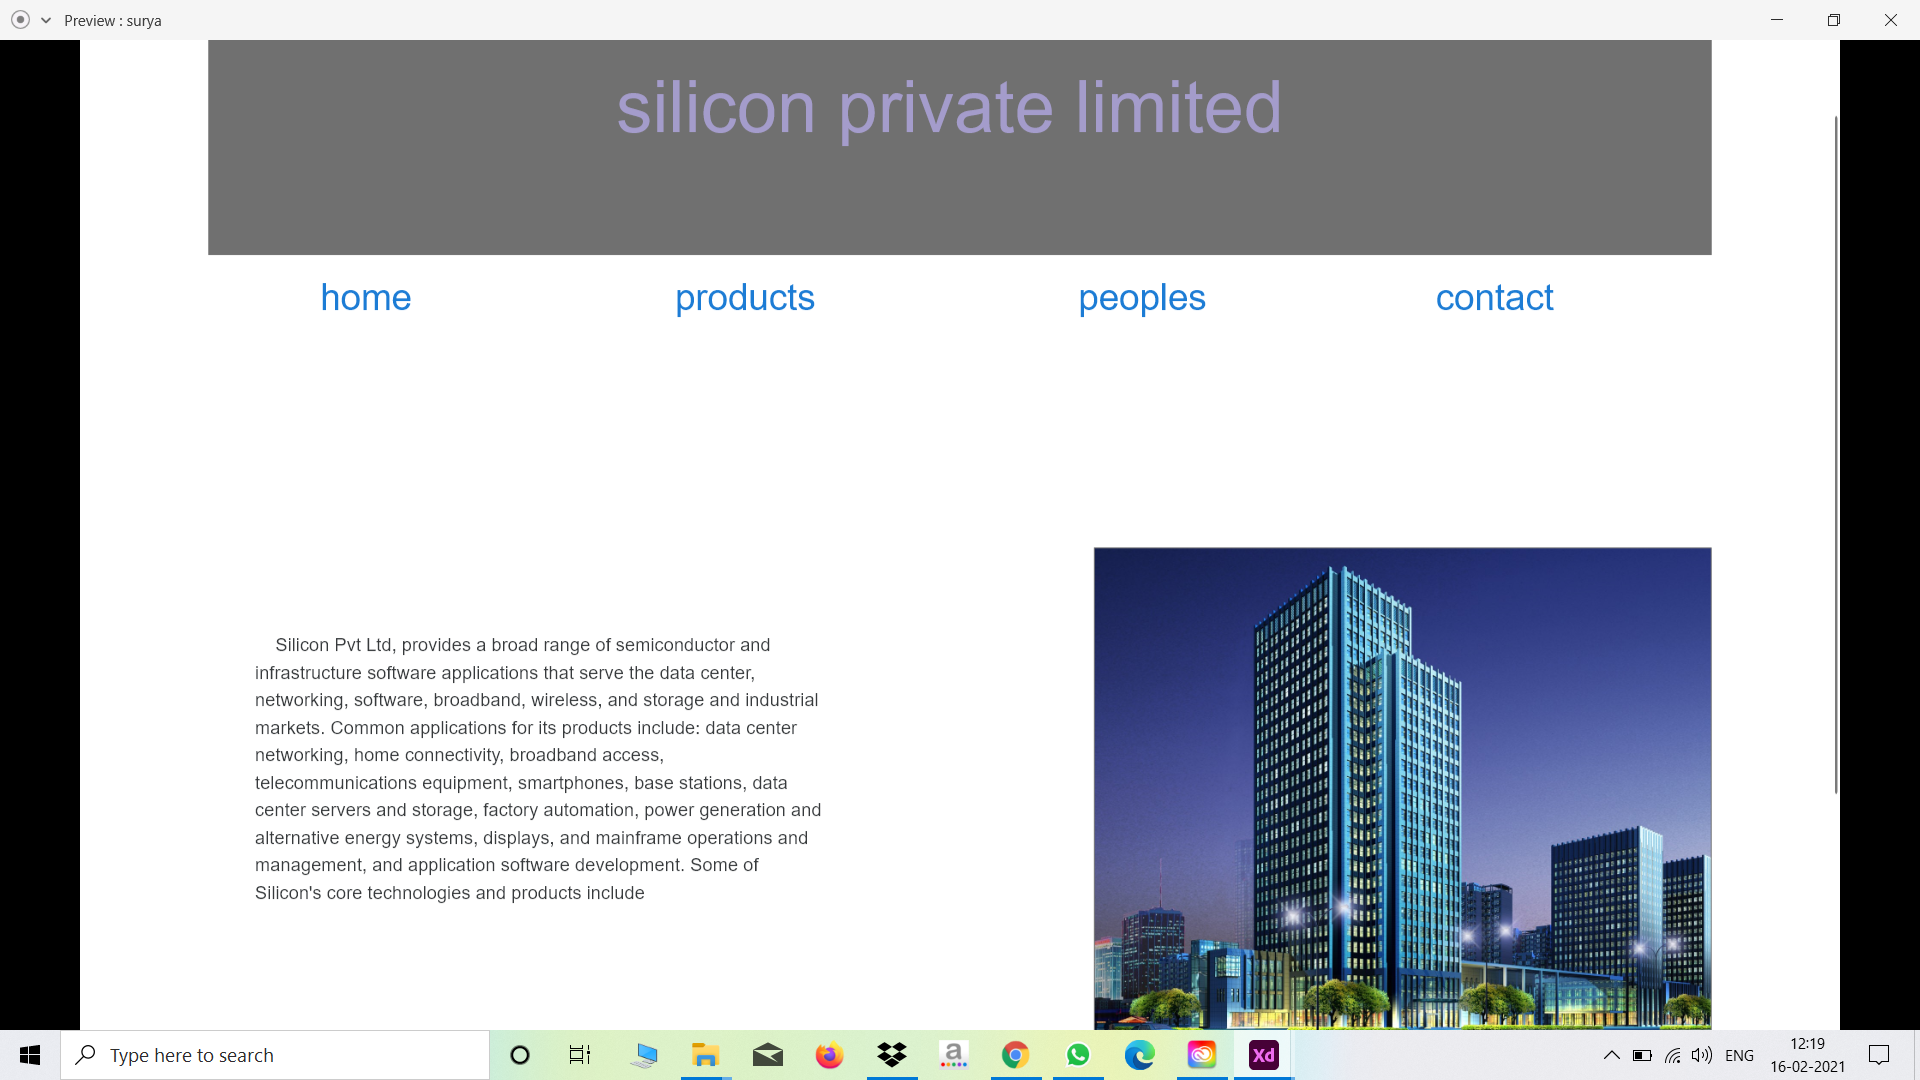 Preview : surya
silicon private limited
home products peoples contact
Silicon Pvt Ltd, provides a broad range of semiconductor and
infrastructure software applications that serve the data center,
networking, software, broadband, wireless, and storage and industrial
markets. Common applications for its products include: data center
networking, home connectivity, broadband access,
telecommunications equipment, smartphones, base stations, data
center servers and storage, factory automation, power generation and
alternative energy systems, displays, and mainframe operations and
management, and application software development. Some of
Silicon's core technologies and products include
Type here to search
a
Xd
ENG
12:19
16-02-2021